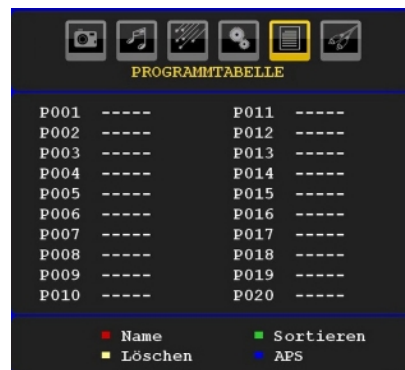 PROGRAMMTABELLE
P001 ----- P011 -----
P002 ----- P012 -----
P003 ----- P013 -----
P004 ----- P014 -----
P005 ----- P015 -----
P006 ----- P016 -----
P007 ----- P017 -----
P008 ----- P018 -----
P009 ----- P019 -----
P010 ----- P020 -----
Name Sortieren
Löschen APS